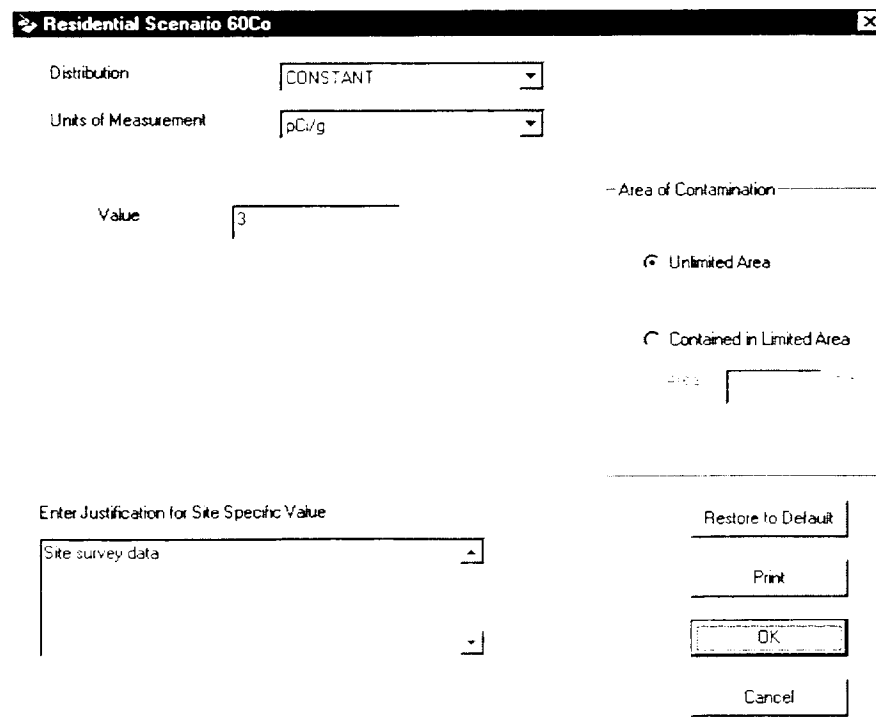 Residential Scenario 60Co
Distribution
CONSTANT
Units of Measurement
pCi/g
Value
3
Area of Contamination
Unlimited Area
Contained in Limited Area
Area
Enter Justification for Site Specific Value
Site survey data
Restore to Default
Print
OK
Cancel